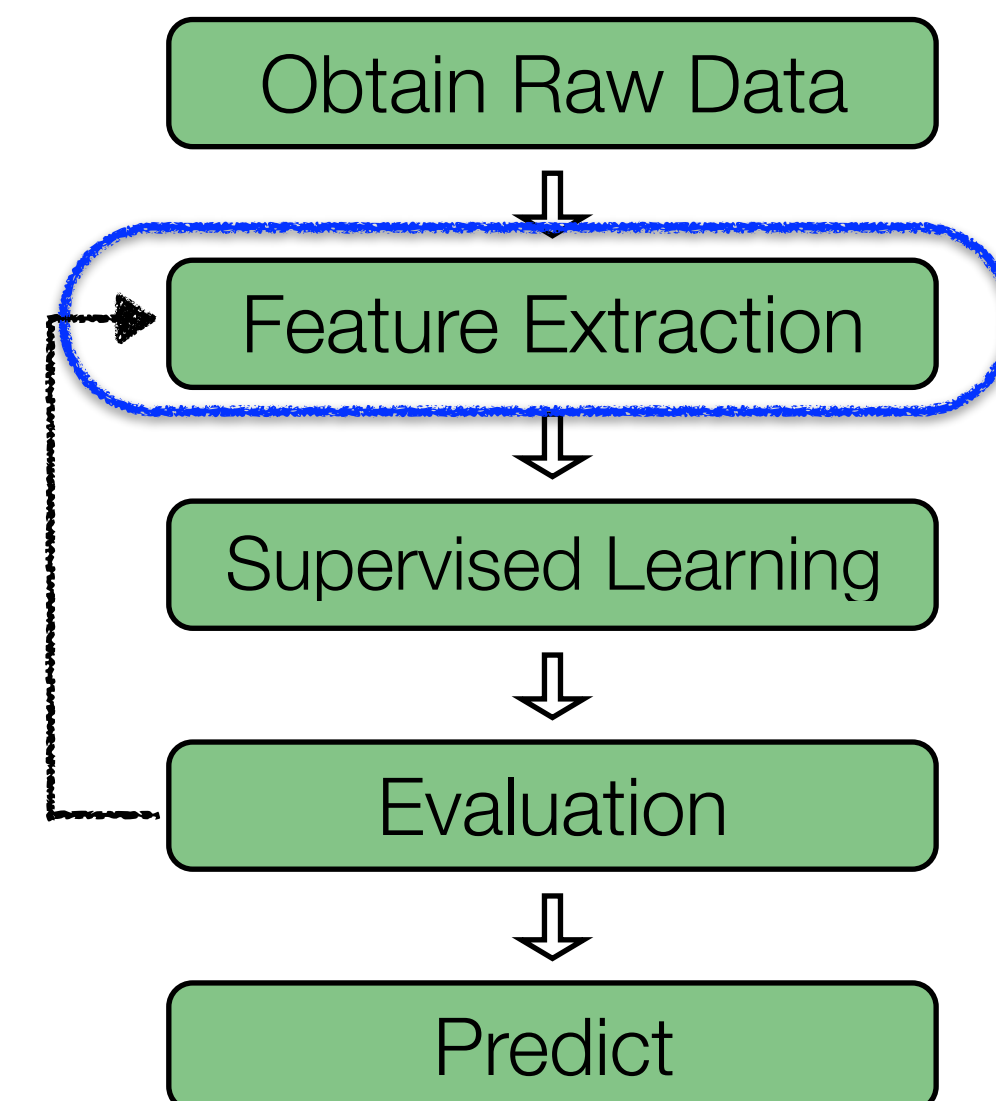 Obtain Raw Data
Feature Extraction
Supervised Learning
Evaluation
Predict